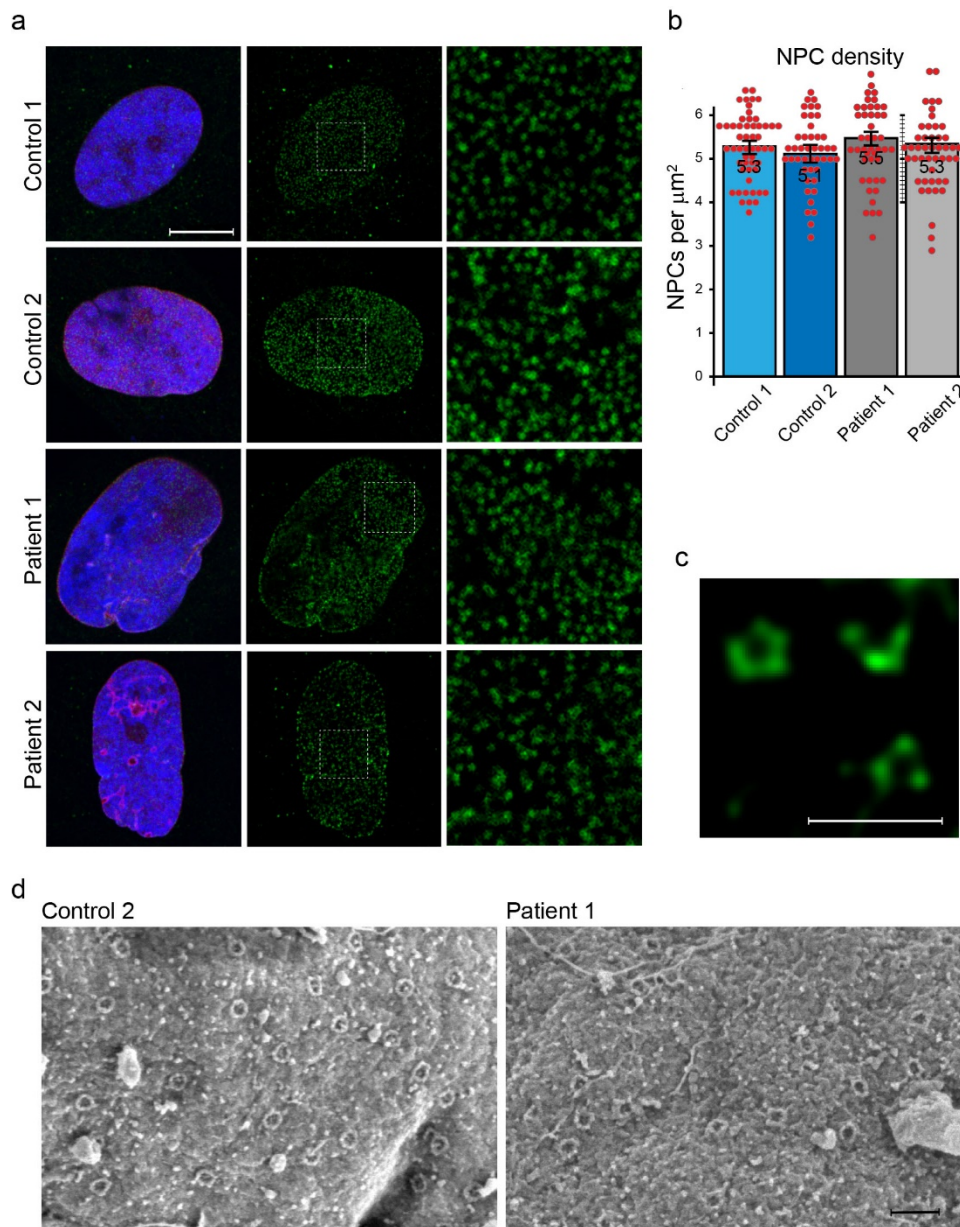 a
Control 1
Control 2
Patient 1
Patient 2
b
NPC density
NPCs per μm²
6
5
4
3
2
1
0
5.3
5.1
5.5
5.3
Control 1
Control 2
Patient 1
Patient 2
c
d
Control 2
Patient 1